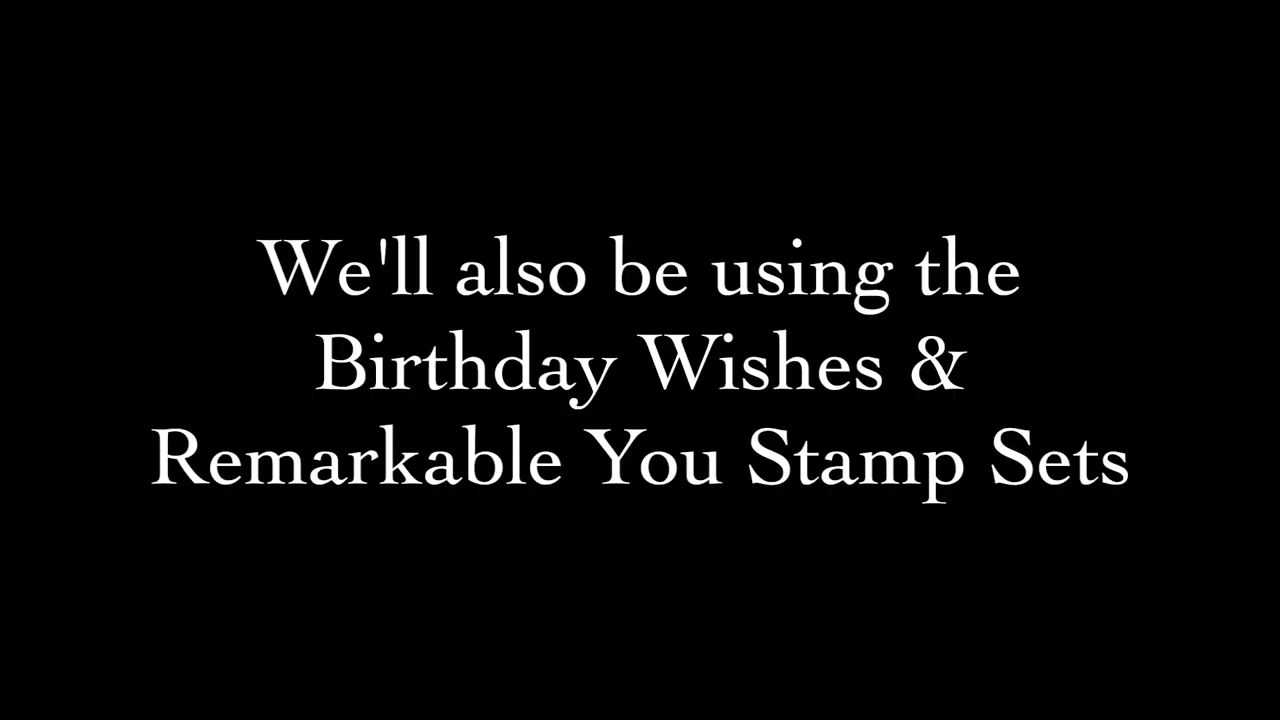 We'll also be using the
Birthday Wishes &
Remarkable You Stamp Sets